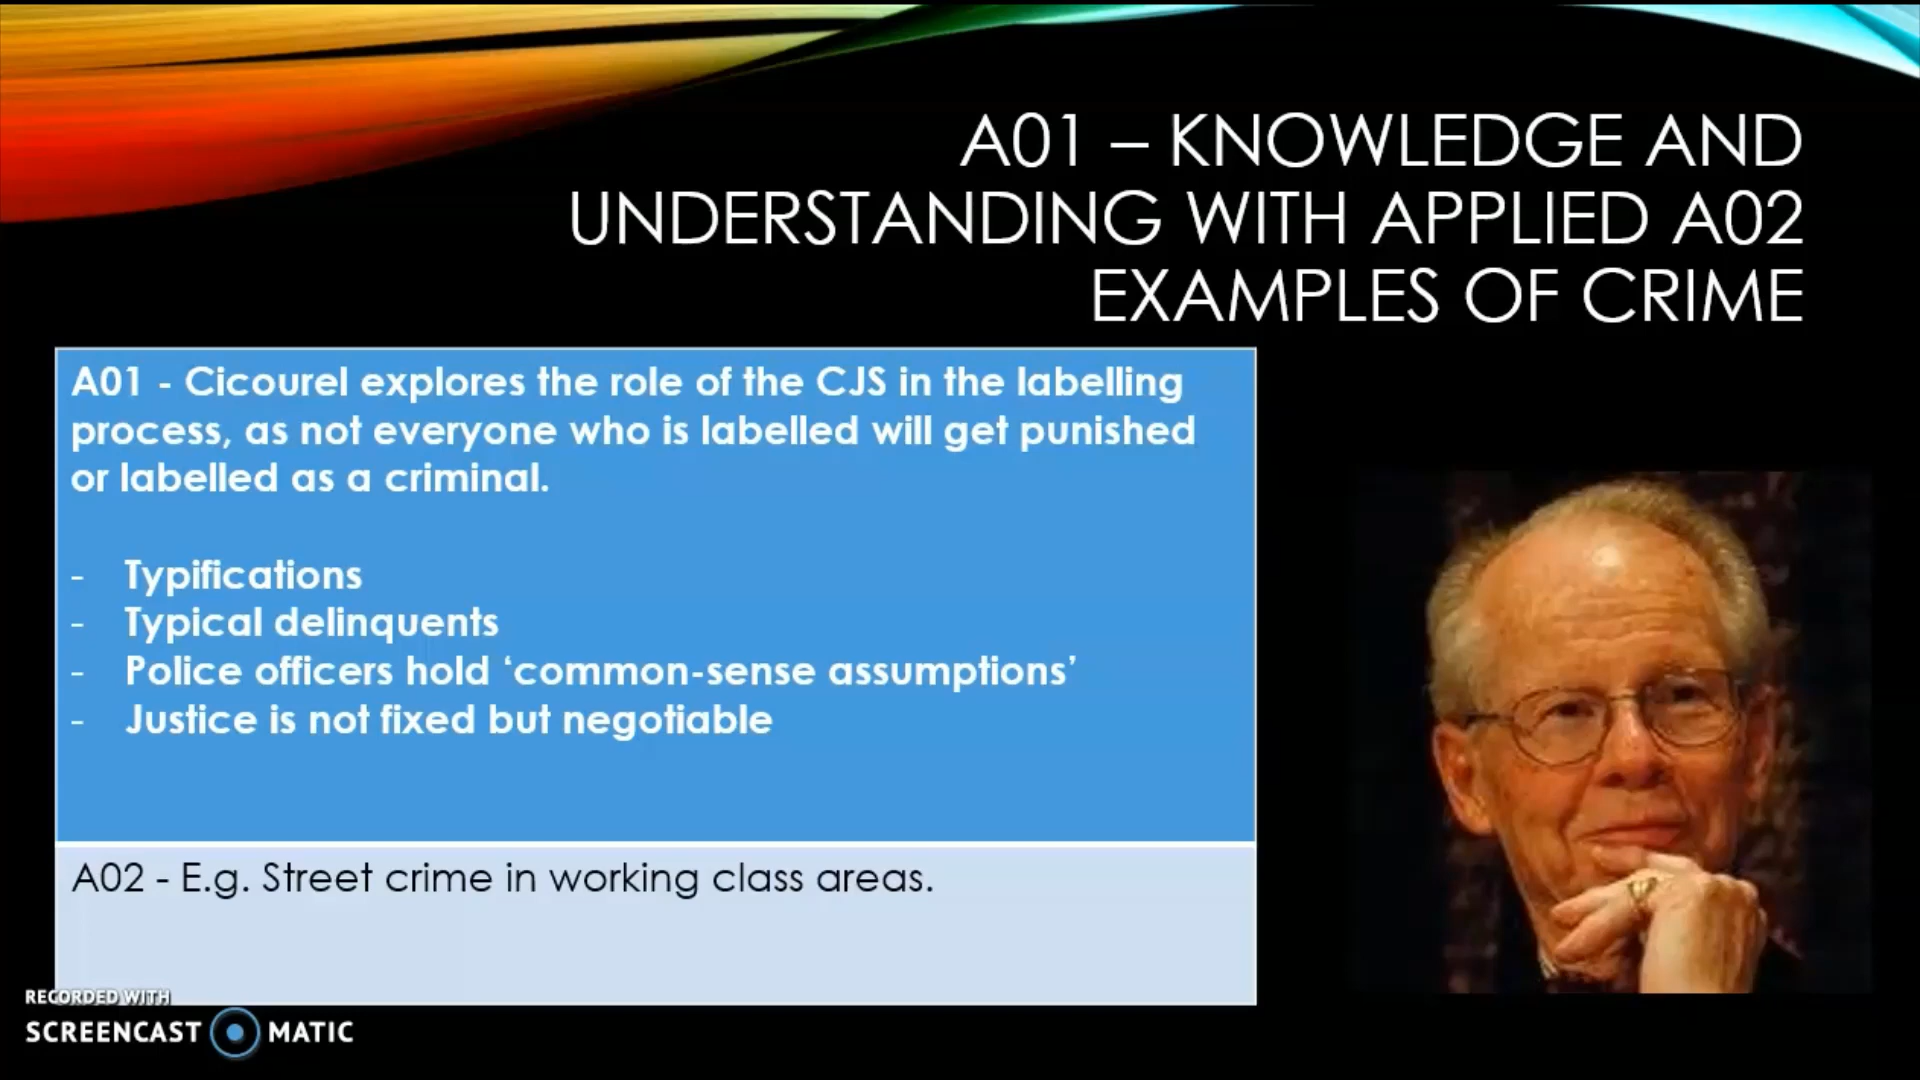 A01 – KNOWLEDGE AND
UNDERSTANDING WITH APPLIED A02
EXAMPLES OF CRIME
A01 - Cicourel explores the role of the CJS in the labelling
process, as not everyone who is labelled will get punished
or labelled as a criminal.
- Typifications
- Typical delinquents
- Police officers hold ‘common-sense assumptions’
- Justice is not fixed but negotiable
A02 - E.g. Street crime in working class areas.
RECORDED WITH
SCREENCAST MATIC